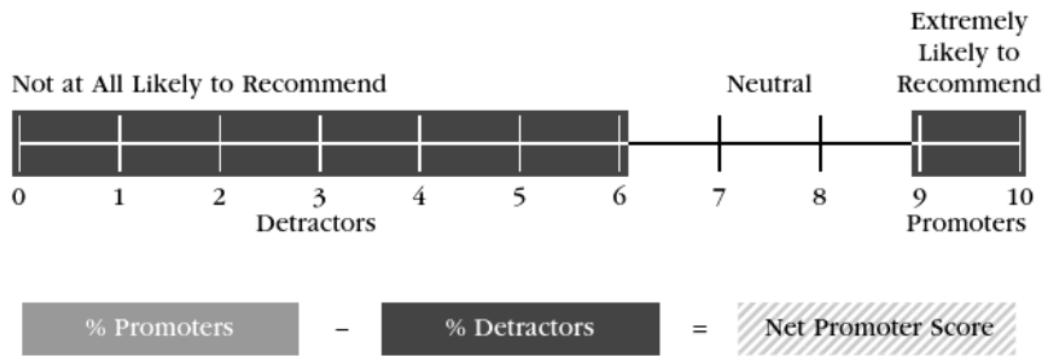 Extremely
Likely to
Not at All Likely to Recommend Neutral Recommend
0 1 2 3 4 5 6 7 8 9 10
Detractors Promoters
% Promoters – % Detractors = Net Promoter Score